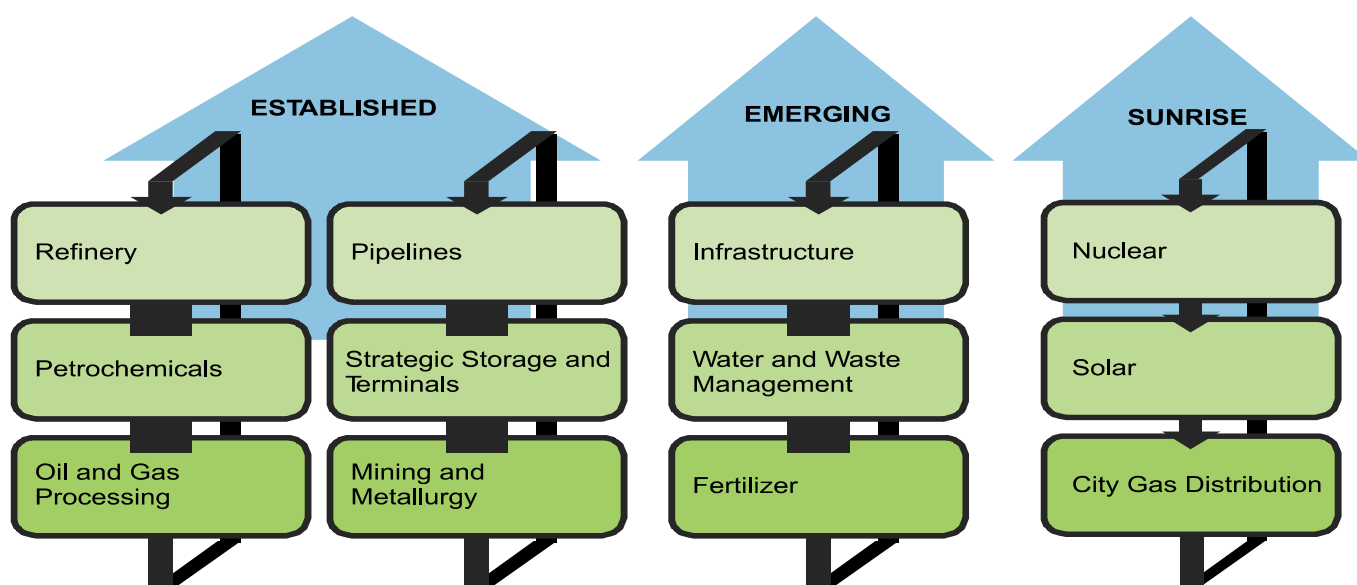 ESTABLISHED
Refinery
Petrochemicals
Oil and Gas
Processing
Pipelines
Strategic Storage and
Terminals
Mining and
Metallurgy
EMERGING
Infrastructure
Water and Waste
Management
Fertilizer
SUNRISE
Nuclear
Solar
City Gas Distribution